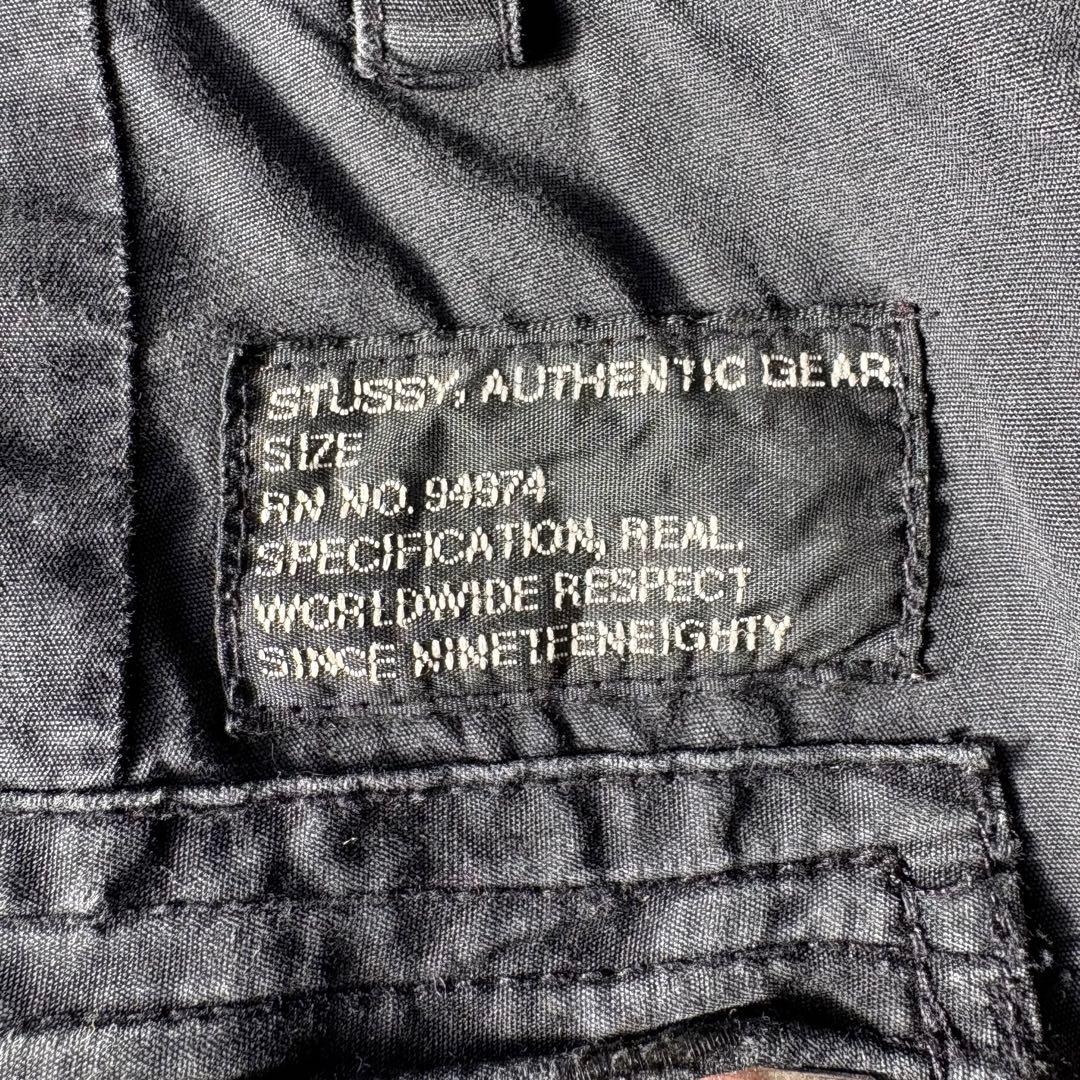 STUSSY, AUTHENTIC GEAR.
SIZE
RN NO. 94974
SPECIFICATION, REAL.
WORLDWIDE RESPECT
SINCE NINETEENEIGHTY